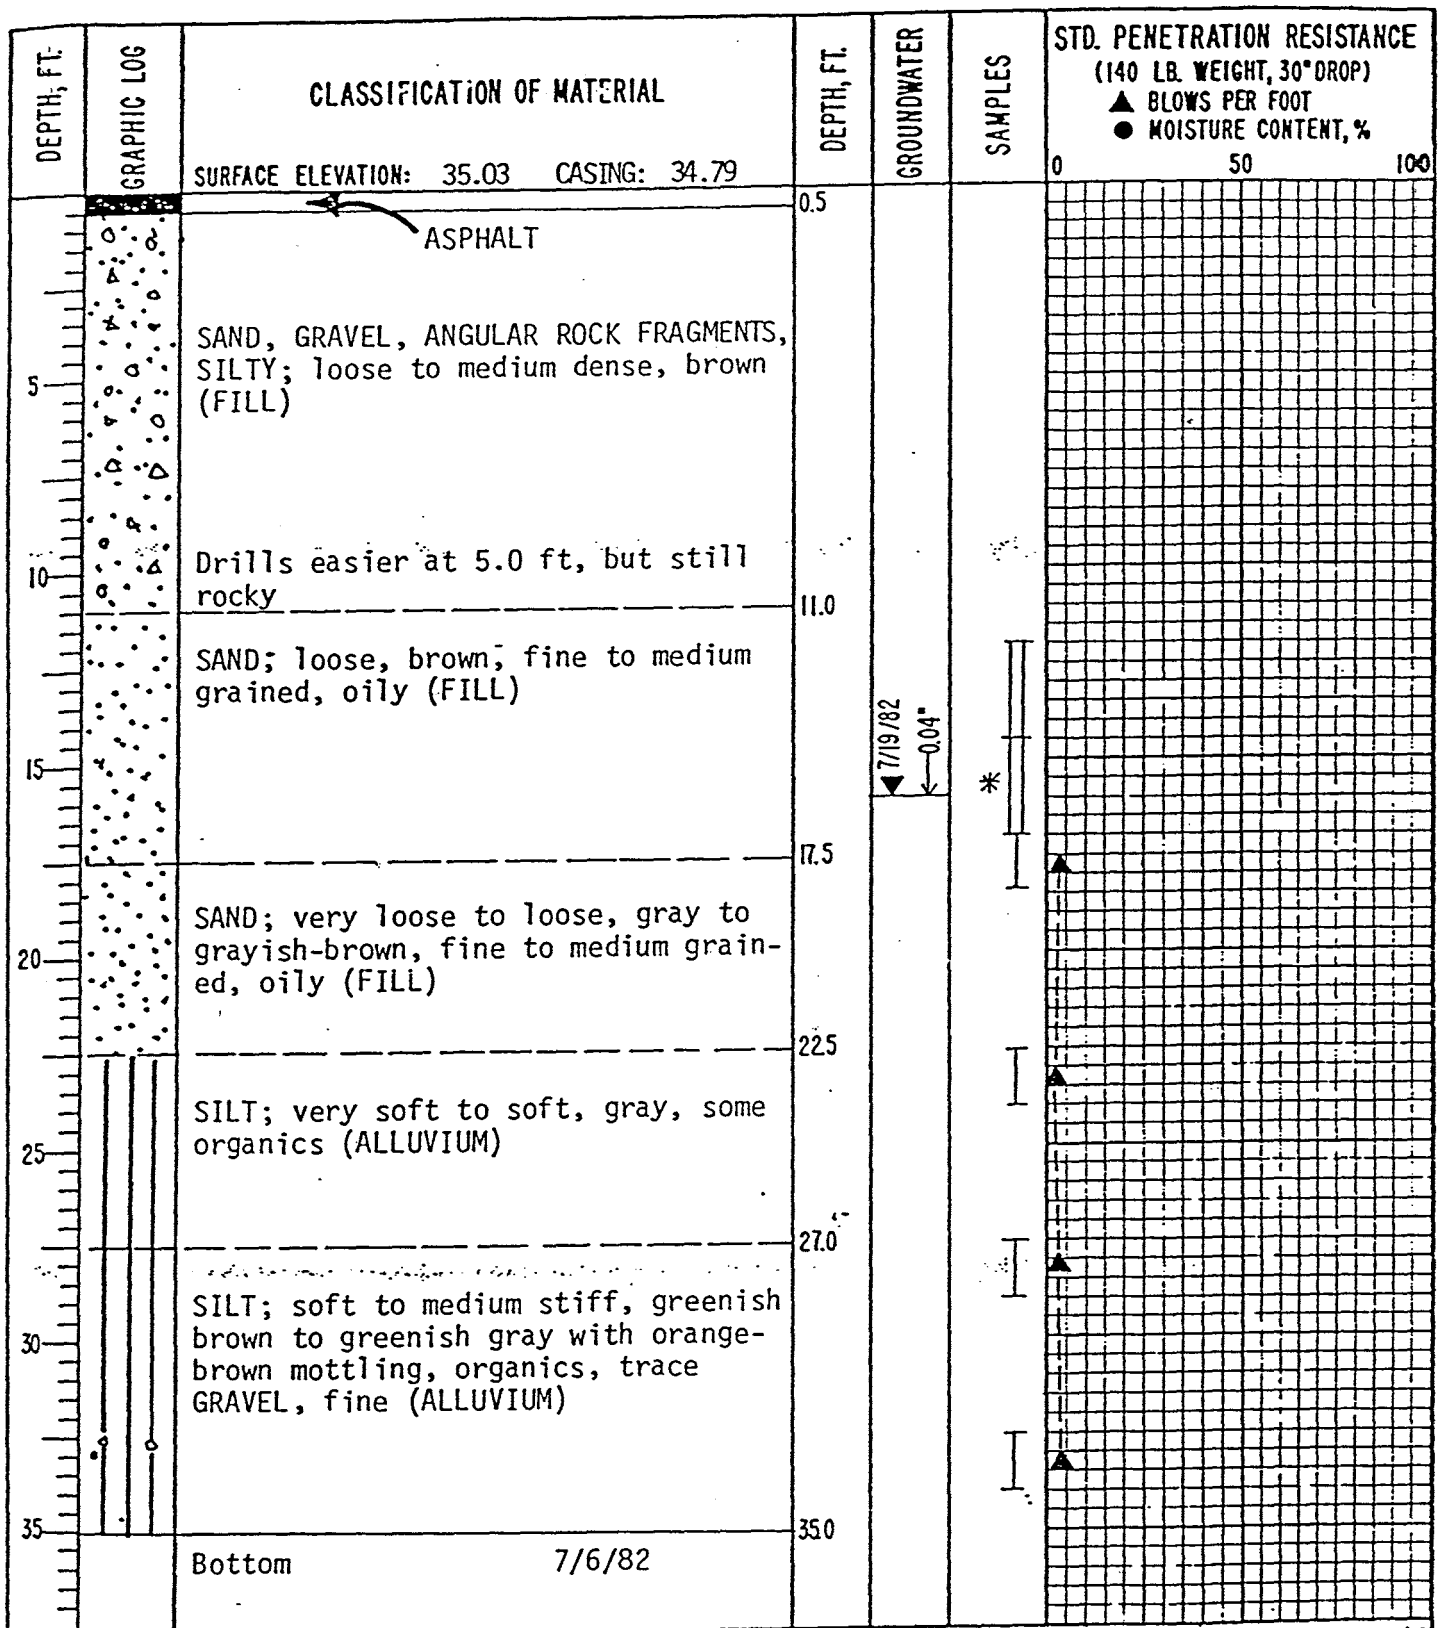 DEPTH, FT.
GRAPHIC LOG
CLASSIFICATION OF MATERIAL
SURFACE ELEVATION: 35.03 CASING: 34.79
DEPTH, FT.
GROUNDWATER
SAMPLES
STD. PENETRATION RESISTANCE
(140 LB. WEIGHT, 30" DROP)
▲ BLOWS PER FOOT
● MOISTURE CONTENT, %
0 50 100
0.5
ASPHALT
SAND, GRAVEL, ANGULAR ROCK FRAGMENTS,
SILTY; loose to medium dense, brown
(FILL)
5
Drills easier at 5.0 ft, but still
rocky
10
11.0
SAND; loose, brown, fine to medium
grained, oily (FILL)
7/19/82
0.04"
15
*
17.5
SAND; very loose to loose, gray to
grayish-brown, fine to medium grain-
ed, oily (FILL)
20
22.5
SILT; very soft to soft, gray, some
organics (ALLUVIUM)
25
27.0
SILT; soft to medium stiff, greenish
brown to greenish gray with orange-
brown mottling, organics, trace
GRAVEL, fine (ALLUVIUM)
30
35
35.0
Bottom 7/6/82